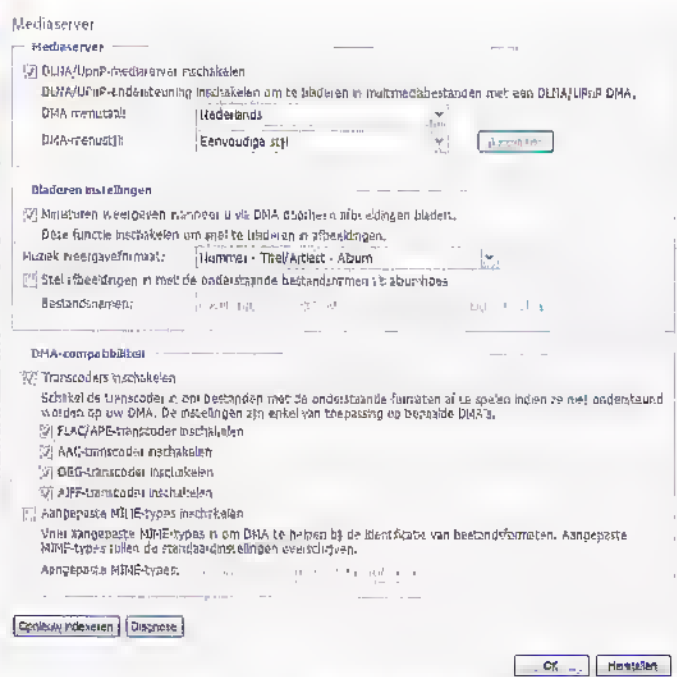 Mediaserver
Mediaserver
DLNA/UPnP-mediaserver inschakelen
DLNA/UPnP-ondersteuning inschakelen om te bladeren in multimediabestanden met een DLNA/UPnP DMA.
DMA menutaal: Nederlands
DMA-menustijl: Eenvoudige stijl
Bladeren instellingen
Miniaturen weergeven wanneer u via DMA doorheen afbeeldingen bladert.
Deze functie inschakelen om snel te bladeren in afbeeldingen.
Muziek weergaveformaat: Nummer - Titel/Artiest - Album
Stel afbeeldingen in met de onderstaande bestandsnamen als albumhoes
Bestandsnamen:
DMA-compatibiliteit
Transcoders inschakelen
Schakel de transcoder in om bestanden met de onderstaande formaten af te spelen indien ze niet ondersteund
worden op uw DMA. De instellingen zijn enkel van toepassing op bepaalde DMA's.
FLAC/APE-transcoder inschakelen
AAC-transcoder inschakelen
OGG-transcoder inschakelen
AIFF-transcoder inschakelen
Aangepaste MIME-types inschakelen
Voer aangepaste MIME-types in om DMA te helpen bij de identificatie van bestandsformaten. Aangepaste
MIME-types zullen de standaardinstellingen overschrijven.
Aangepaste MIME-types:
Opnieuw indexeren Diagnose
OK Herstellen